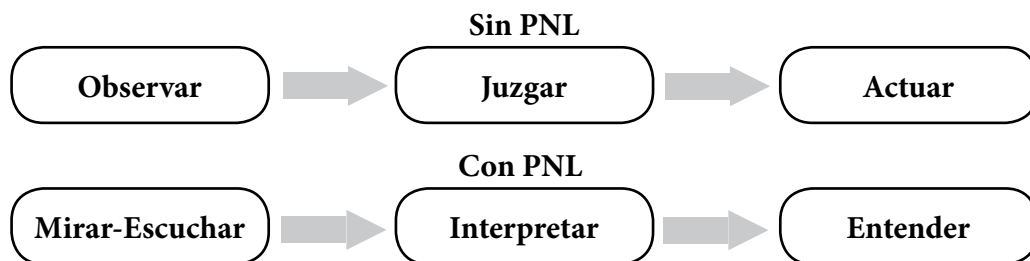 Sin PNL
Observar Juzgar Actuar
Con PNL
Mirar-Escuchar Interpretar Entender